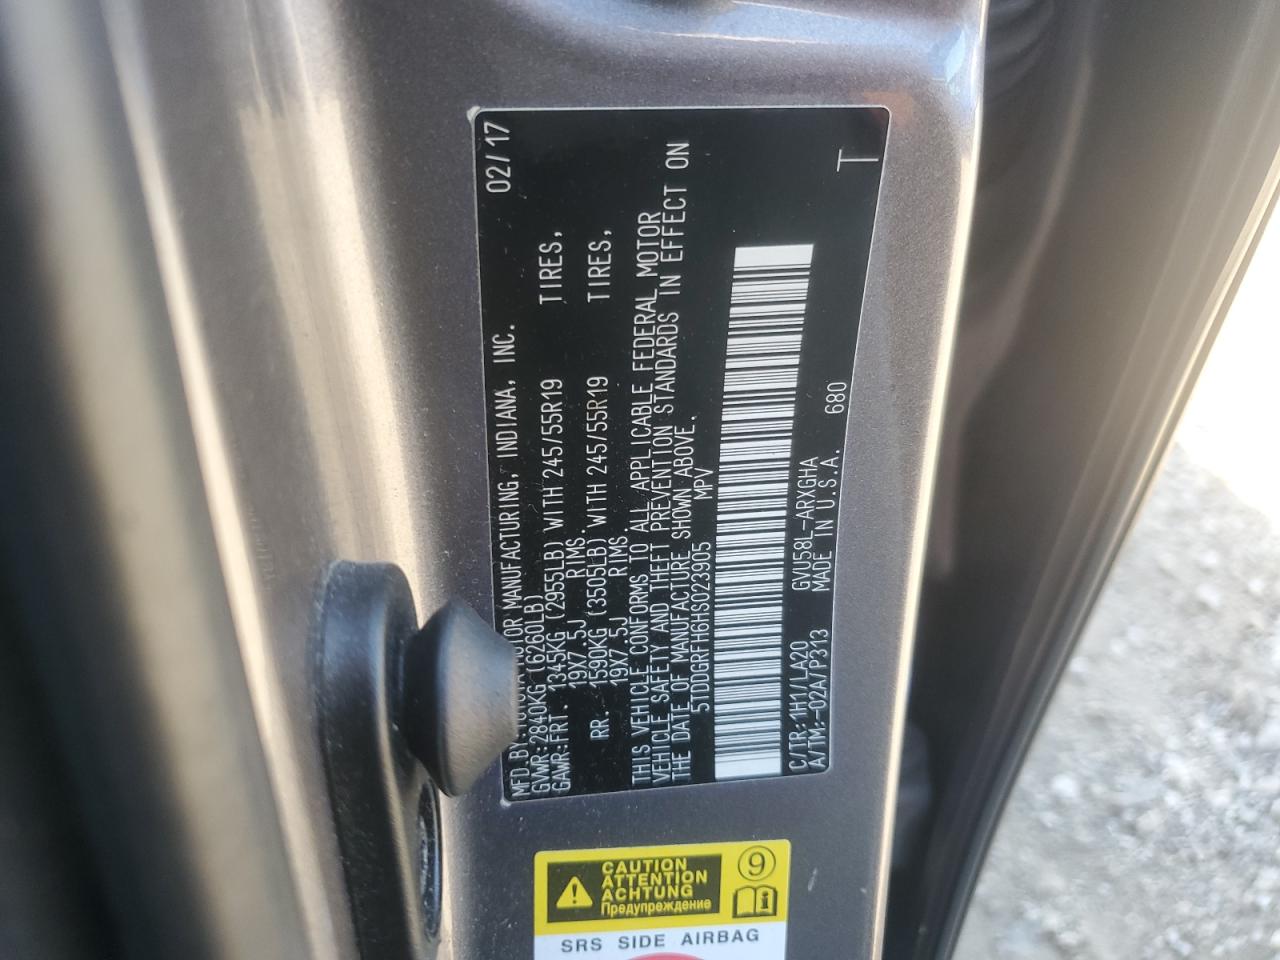 MFD.BY:TOYOTA MOTOR MANUFACTURING, INDIANA, INC. 02/17
GVWR:2840KG (6260LB)
GAWR:FRT. 1345KG (2955LB) WITH 245/55R19 TIRES,
19X7.5J RIMS.
RR. 1590KG (3505LB) WITH 245/55R19 TIRES,
19X7.5J RIMS.
THIS VEHICLE CONFORMS TO ALL APPLICABLE FEDERAL MOTOR
VEHICLE SAFETY AND THEFT PREVENTION STANDARDS IN EFFECT ON
THE DATE OF MANUFACTURE SHOWN ABOVE.
5TDDGRFH6HS023905 MPV
C/TR:1H1/LA20 GVU58L-ARXGHA
A/TM:-02A/P313 MADE IN U.S.A. 680
T
CAUTION
ATTENTION
ACHTUNG
Предупреждение
9
i
SRS SIDE AIRBAG